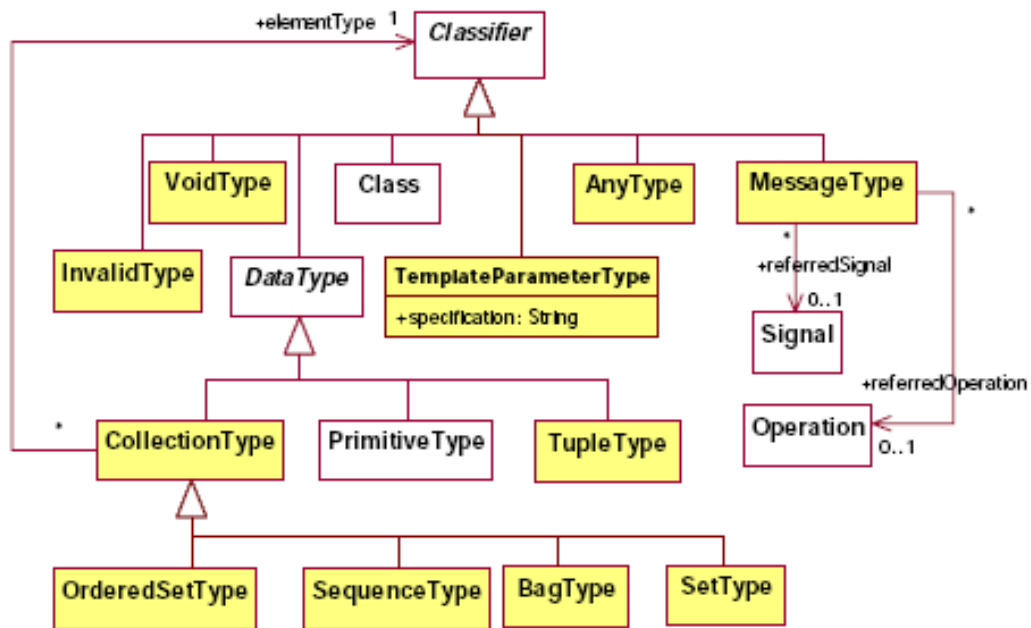 +elementType 1
Classifier
VoidType
Class
AnyType
MessageType
*
*
InvalidType
DataType
TemplateParameterType
+specification: String
+referredSignal
0..1
Signal
+referredOperation
*
CollectionType
PrimitiveType
TupleType
Operation
0..1
OrderedSetType
SequenceType
BagType
SetType